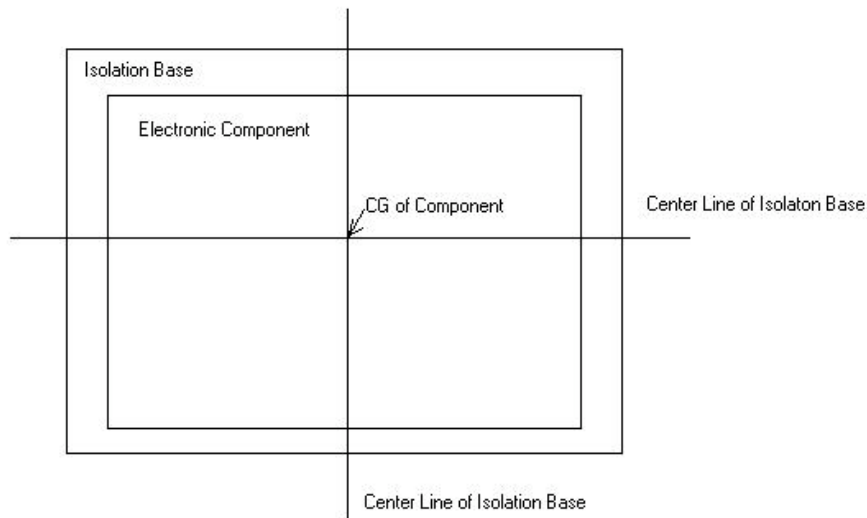 Isolation Base
Electronic Component
CG of Component
Center Line of Isolaton Base
Center Line of Isolation Base